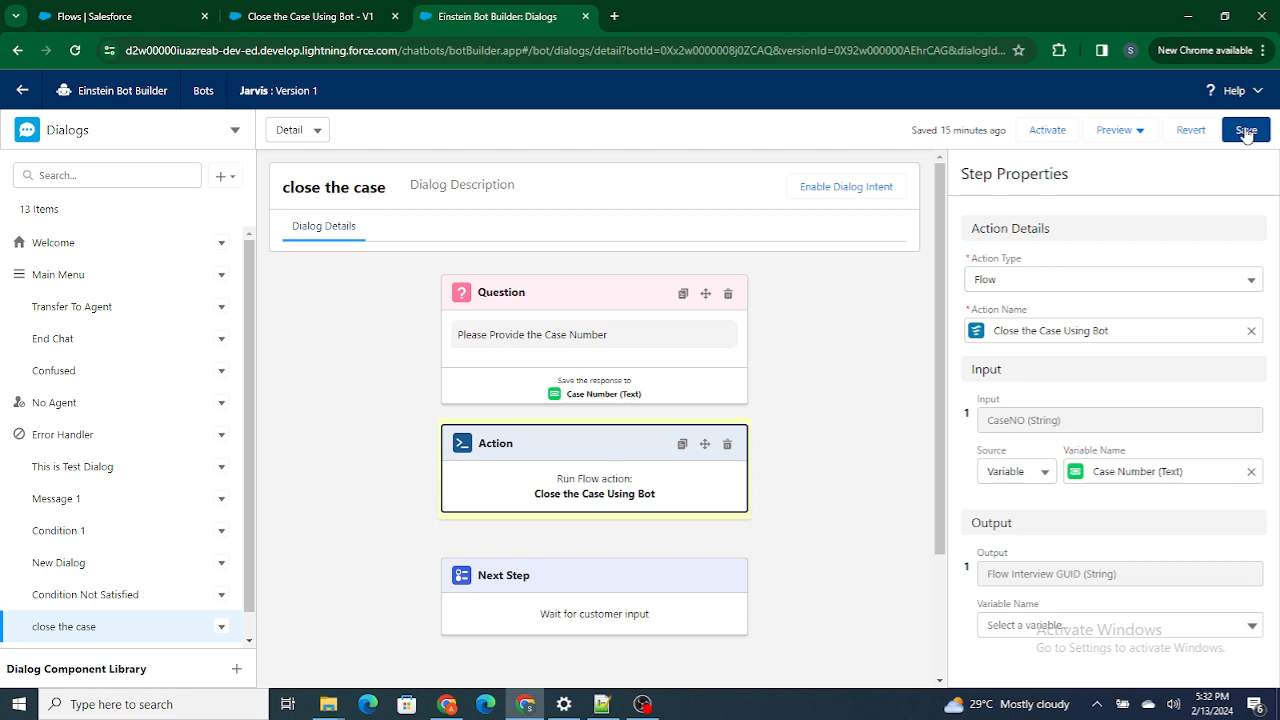 Flows | Salesforce
Close the Case Using Bot - V1
Einstein Bot Builder: Dialogs
d2w00000iuazreab-dev-ed.develop.lightning.force.com/chatbots/botBuilder.app#/bot/dialogs/detail?botId=0Xx2w0000008j0ZCAQ&versionId=0X92w000000AEhrCAG&dialogId...
S
New Chrome available
Einstein Bot Builder
Bots
Jarvis : Version 1
? Help
Dialogs
Detail
Saved 15 minutes ago
Activate
Preview
Revert
Save
Search...
13 Items
Welcome
Main Menu
Transfer To Agent
End Chat
Confused
No Agent
Error Handler
This is Test Dialog
Message 1
Condition 1
New Dialog
Condition Not Satisfied
close the case
Dialog Component Library
close the case
Dialog Description
Enable Dialog Intent
Dialog Details
Question
Please Provide the Case Number
Save the response to
Case Number (Text)
Action
Run Flow action:
Close the Case Using Bot
Next Step
Wait for customer input
Step Properties
Action Details
* Action Type
Flow
* Action Name
Close the Case Using Bot
Input
Input
1
CaseNO (String)
Source
Variable Name
Variable
Case Number (Text)
Output
Output
1
Flow Interview GUID (String)
Variable Name
Select a variable...
Activate Windows
Go to Settings to activate Windows.
Type here to search
29°C Mostly cloudy
5:32 PM
2/13/2024
6